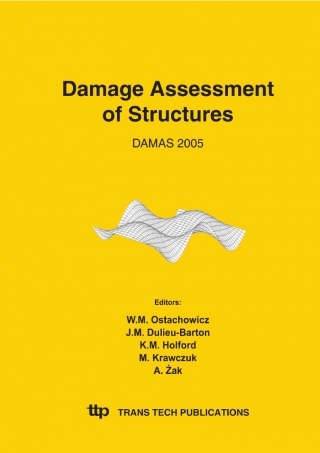 Damage Assessment
of Structures
DAMAS 2005
Editors:
W.M. Ostachowicz
J.M. Dulieu-Barton
K.M. Holford
M. Krawczuk
A. Żak
ttp TRANS TECH PUBLICATIONS